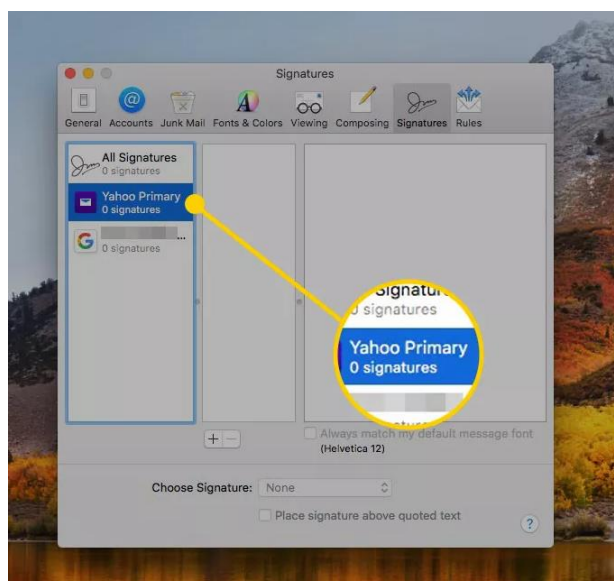 Signatures
General Accounts Junk Mail Fonts & Colors Viewing Composing Signatures Rules
All Signatures
0 signatures
Yahoo Primary
0 signatures
...
0 signatures
Signatur
signatures
Yahoo Primary
0 signatures
+ −
Always match my default message font
(Helvetica 12)
Choose Signature: None
Place signature above quoted text
?